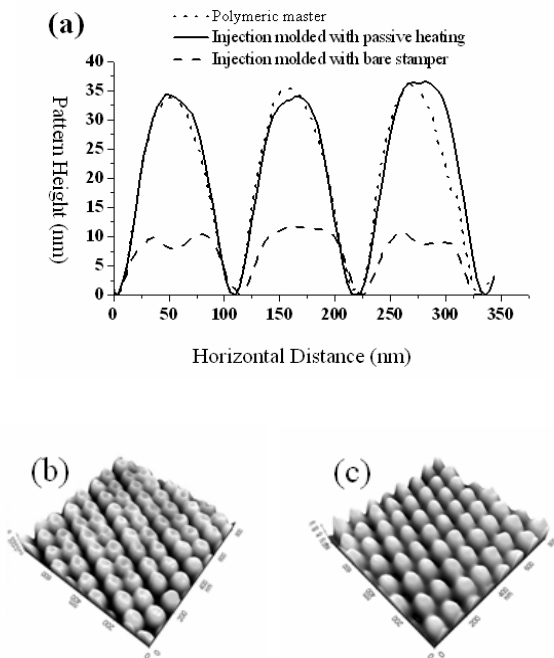 (a)
Polymeric master
Injection molded with passive heating
Injection molded with bare stamper
Pattern Height (nm)
40
35
30
25
20
15
10
5
0
0 50 100 150 200 250 300 350
Horizontal Distance (nm)
(b)
(c)